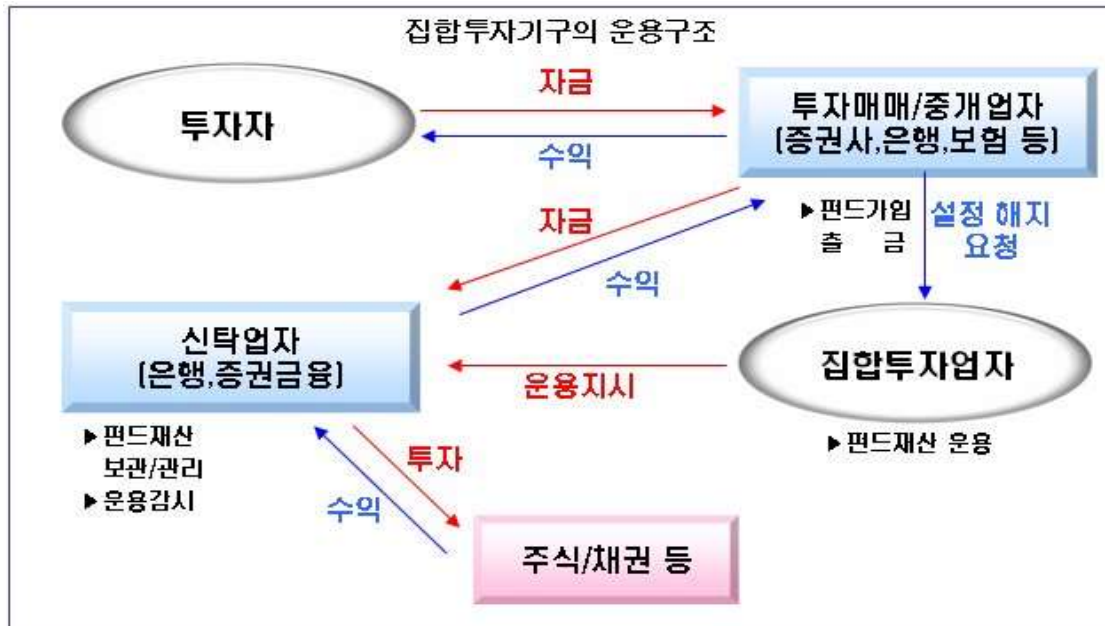 집합투자기구의 운용구조
투자자
자금
수익
투자매매/중개업자
(증권사,은행,보험 등)
자금
수익
▶펀드가입
출 금
설정 해지
요청
신탁업자
(은행,증권금융)
운용지시
집합투자업자
▶펀드재산
보관/관리
▶운용감시
▶펀드재산 운용
투자
수익
주식/채권 등